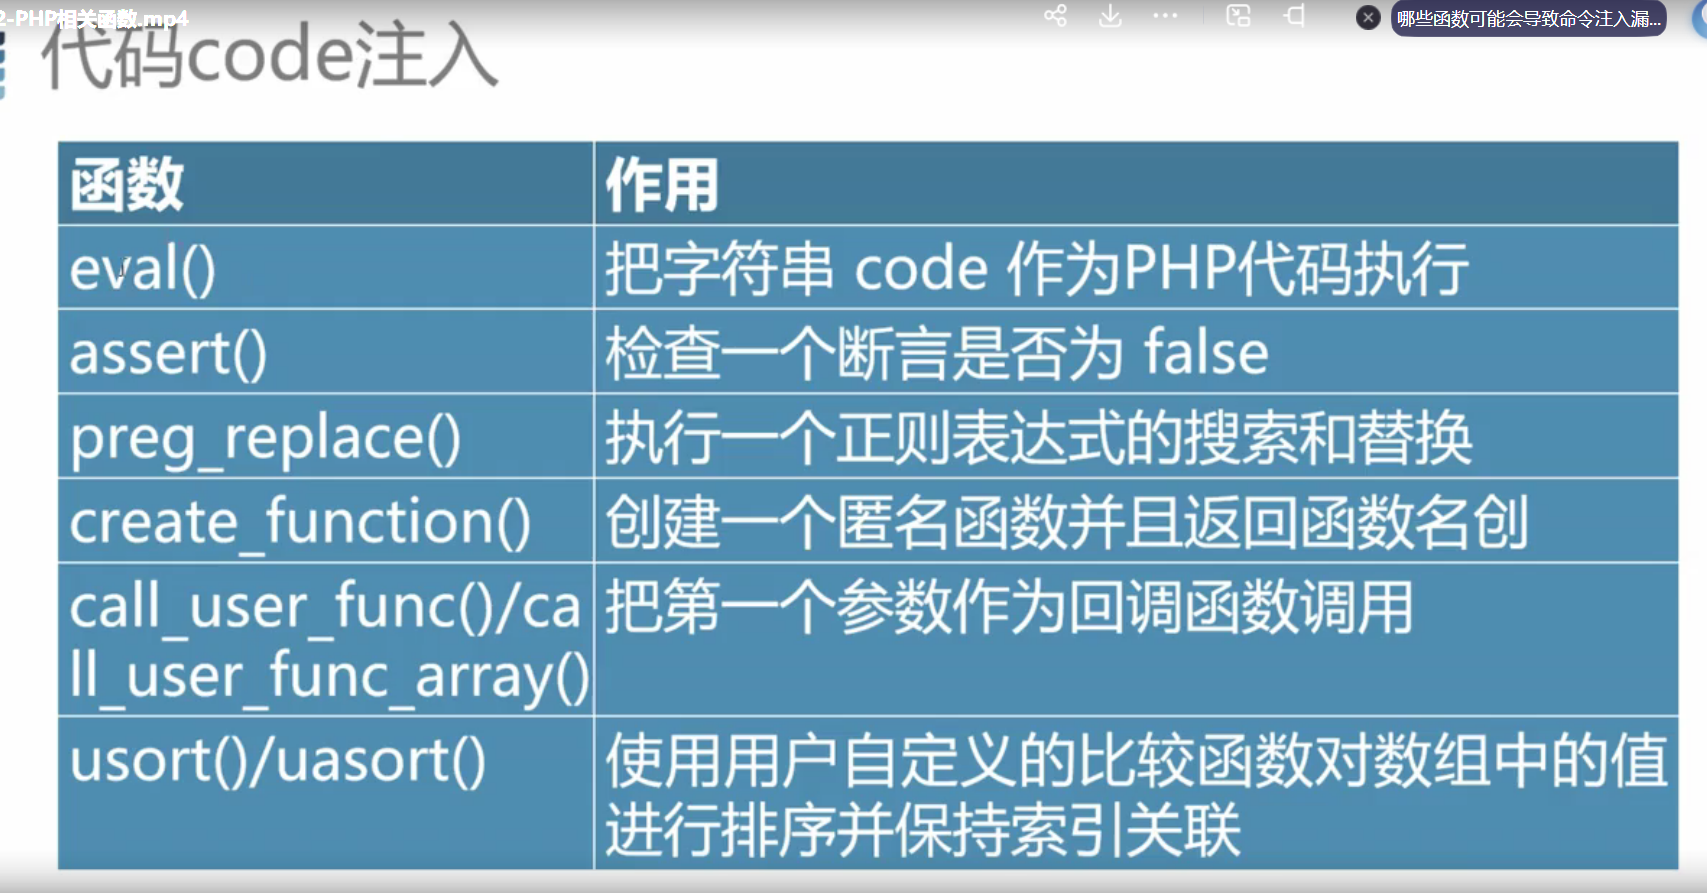 2-PHP相关函数.mp4
哪些函数可能会导致命令注入漏...
代码code注入
函数 作用
eval() 把字符串 code 作为PHP代码执行
assert() 检查一个断言是否为 false
preg_replace() 执行一个正则表达式的搜索和替换
create_function() 创建一个匿名函数并且返回函数名创
call_user_func()/ca 把第一个参数作为回调函数调用
ll_user_func_array()
usort()/uasort() 使用用户自定义的比较函数对数组中的值
进行排序并保持索引关联